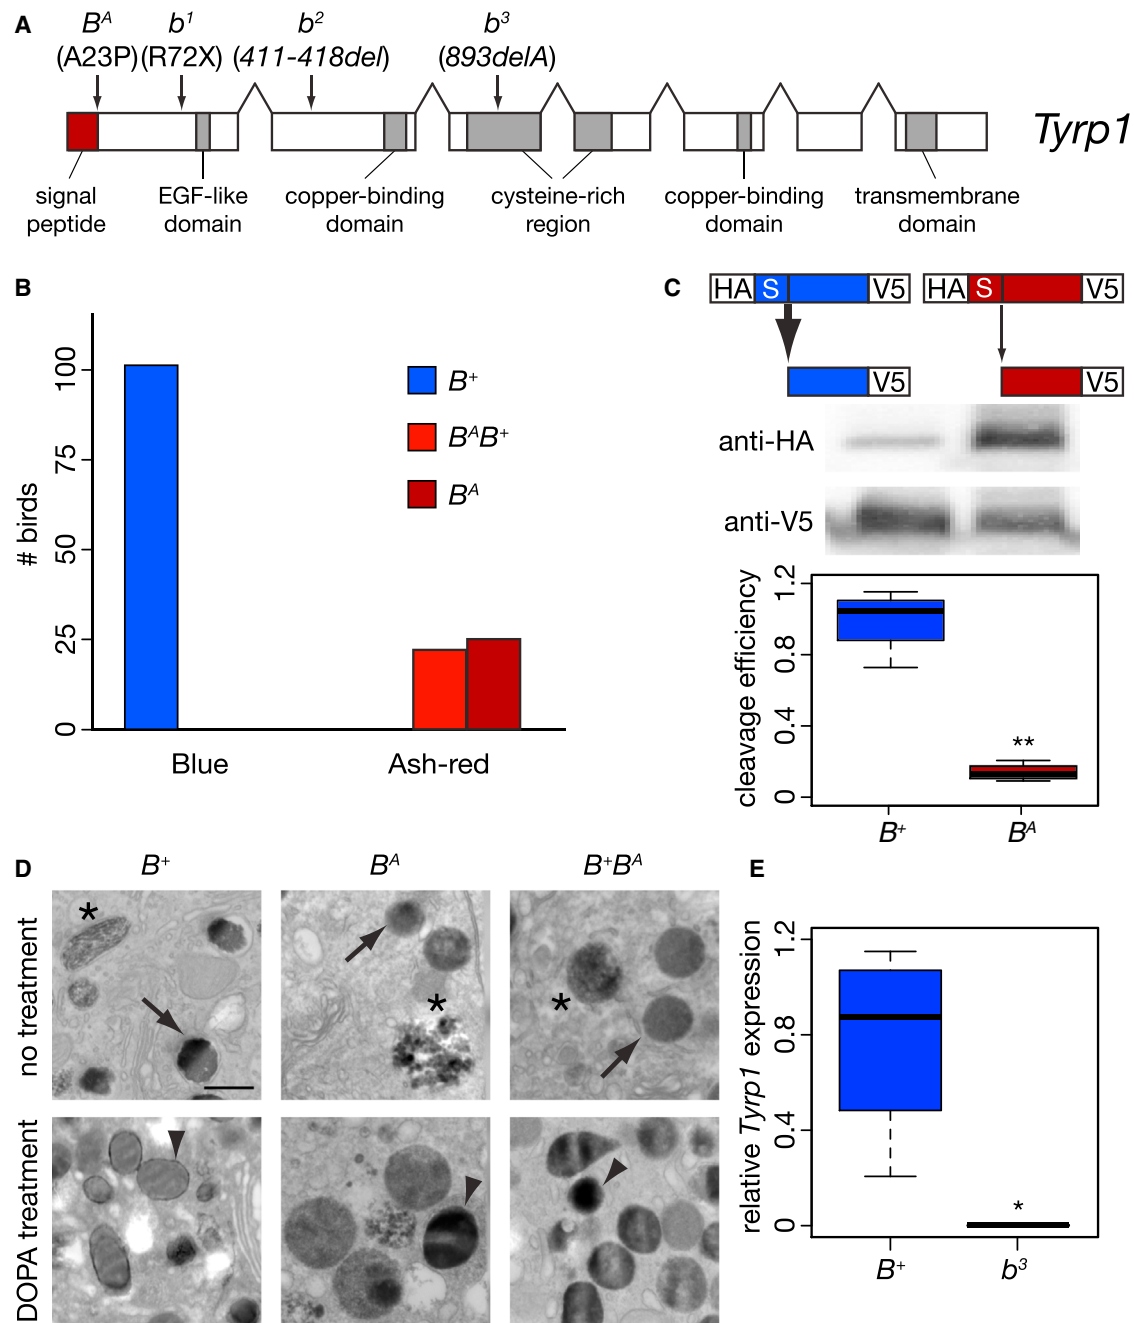 A
B^A b^1 b^2 b^3
(A23P) (R72X) (411-418del) (893delA)
Tyrp1
signal peptide
EGF-like domain
copper-binding domain
cysteine-rich region
copper-binding domain
transmembrane domain
B
# birds
0 25 50 75 100
B^+
B^A B^+
B^A
Blue Ash-red
C
HA S V5 HA S V5
V5 V5
anti-HA
anti-V5
cleavage efficiency
0 0.4 0.8 1.2
**
B^+ B^A
D
B^+ B^A B^+B^A
no treatment
* * *
DOPA treatment
E
relative Tyrp1 expression
0 0.4 0.8 1.2
*
B^+ b^3